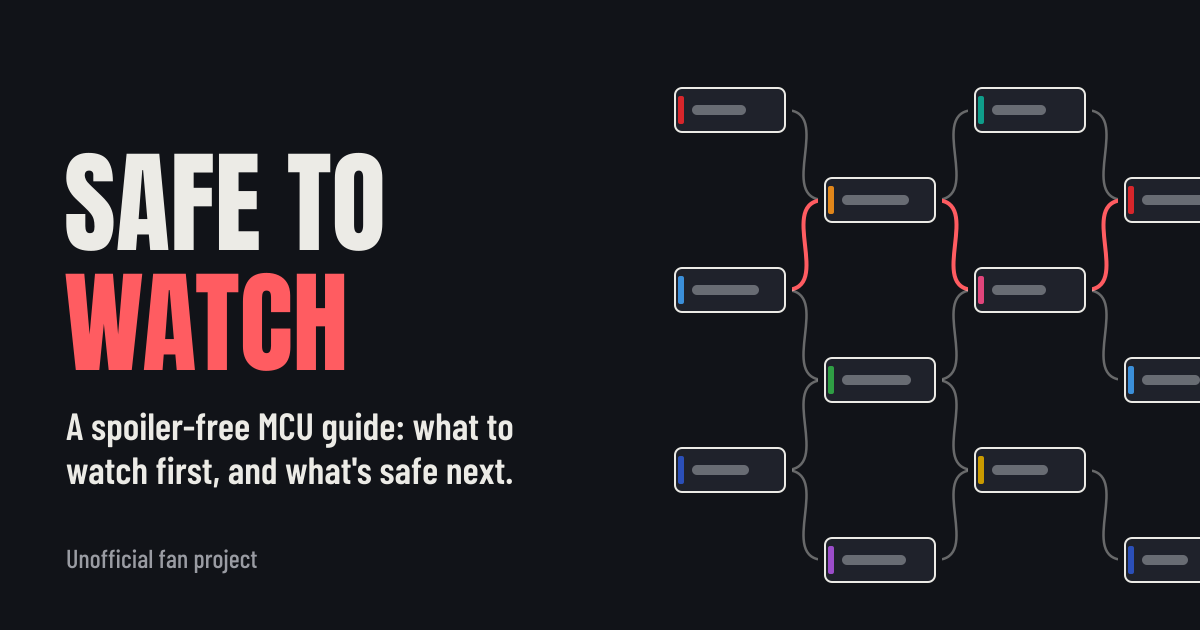 SAFE TO
WATCH
A spoiler-free MCU guide: what to
watch first, and what's safe next.
Unofficial fan project